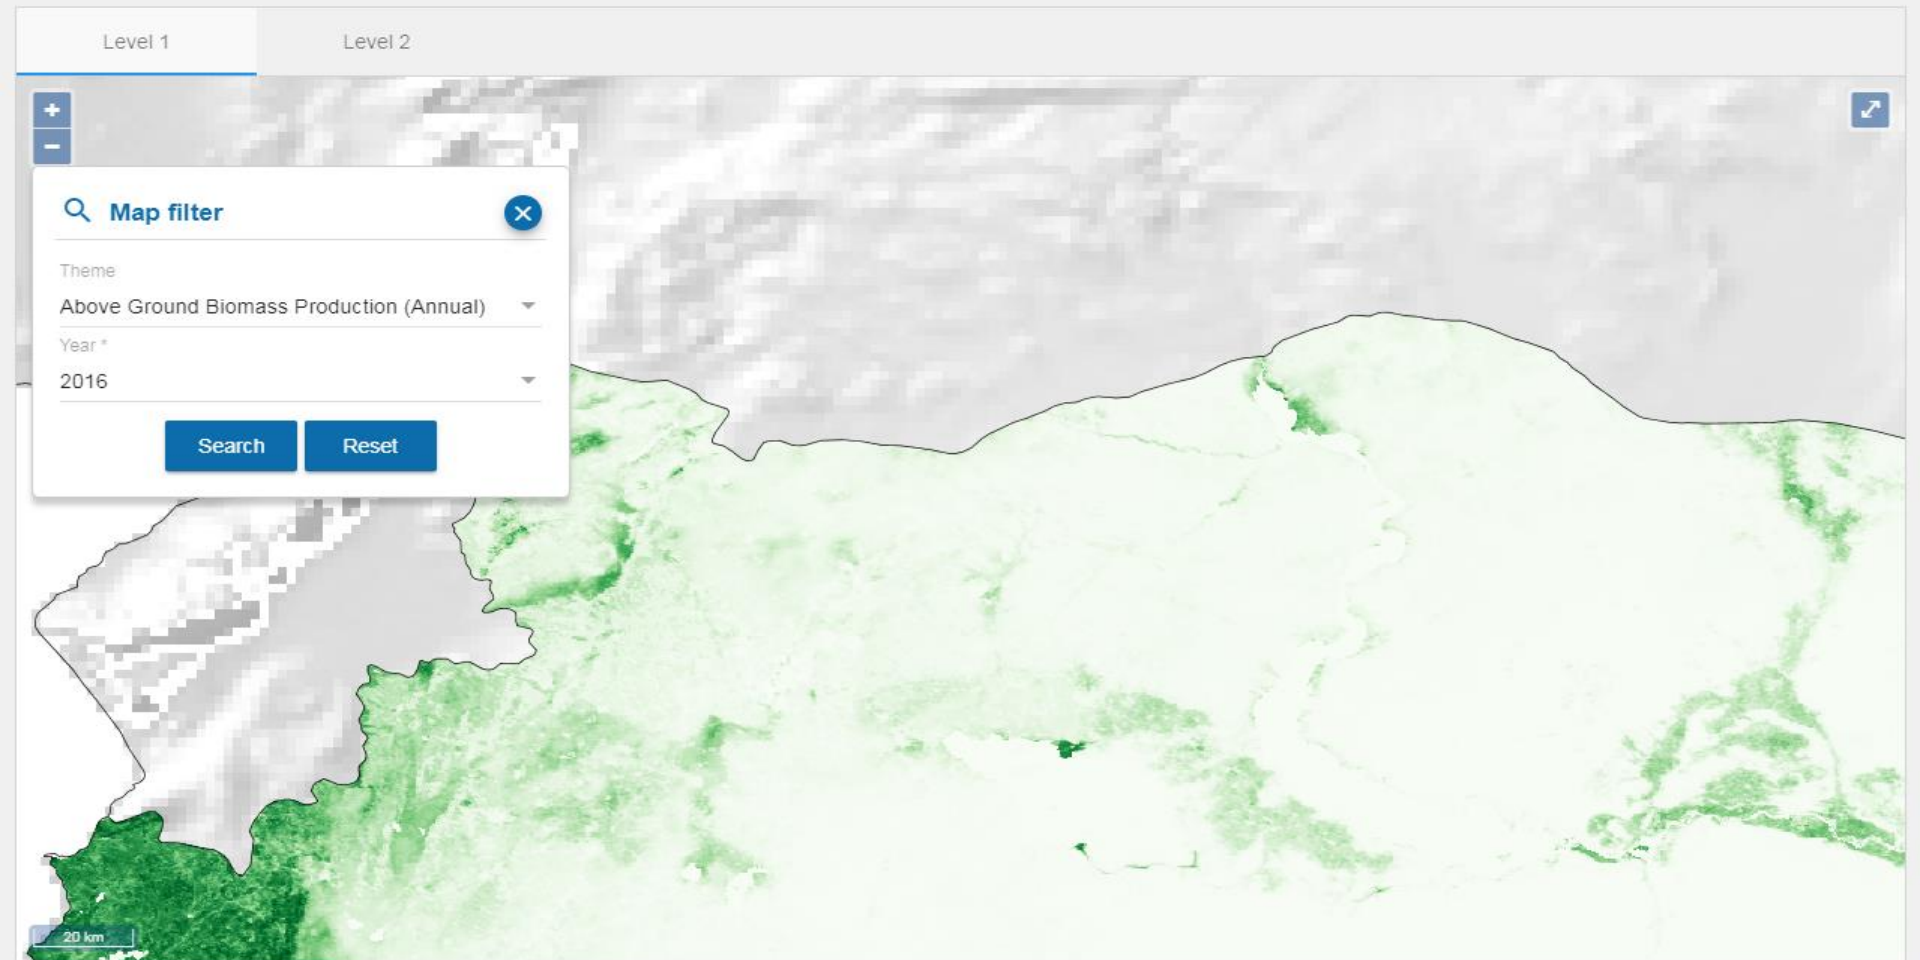 Level 1
Level 2
+
−
Map filter
Theme
Above Ground Biomass Production (Annual)
Year *
2016
Search
Reset
20 km